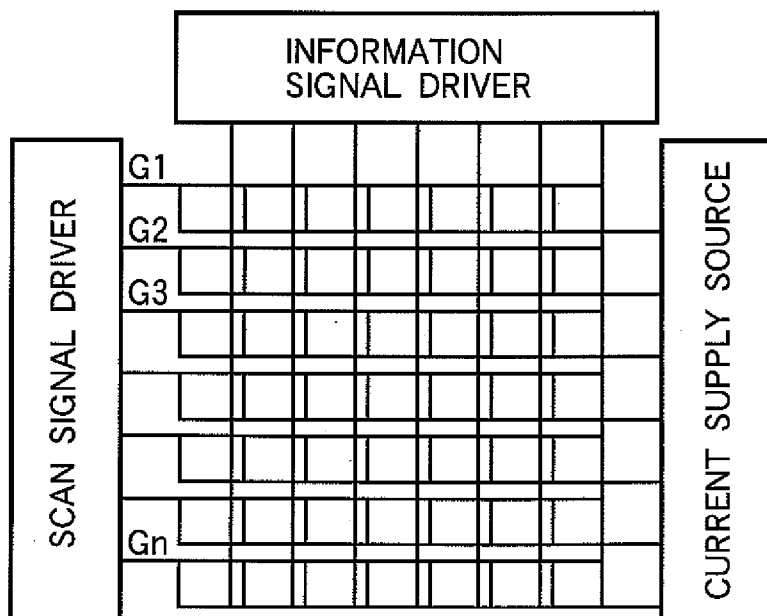 INFORMATION
SIGNAL DRIVER
SCAN SIGNAL DRIVER
G1
G2
G3
Gn
CURRENT SUPPLY SOURCE